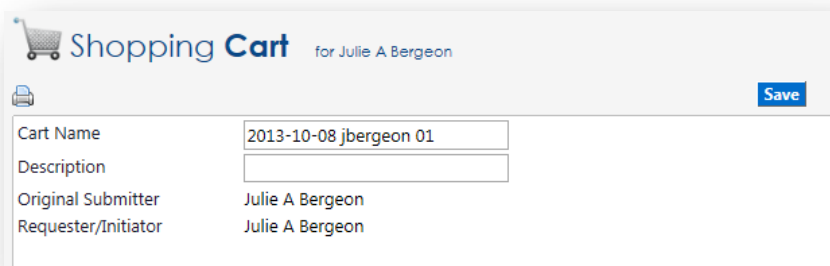 Shopping Cart for Julie A Bergeon
Save
Cart Name 2013-10-08 jbergeon 01
Description
Original Submitter Julie A Bergeon
Requester/Initiator Julie A Bergeon